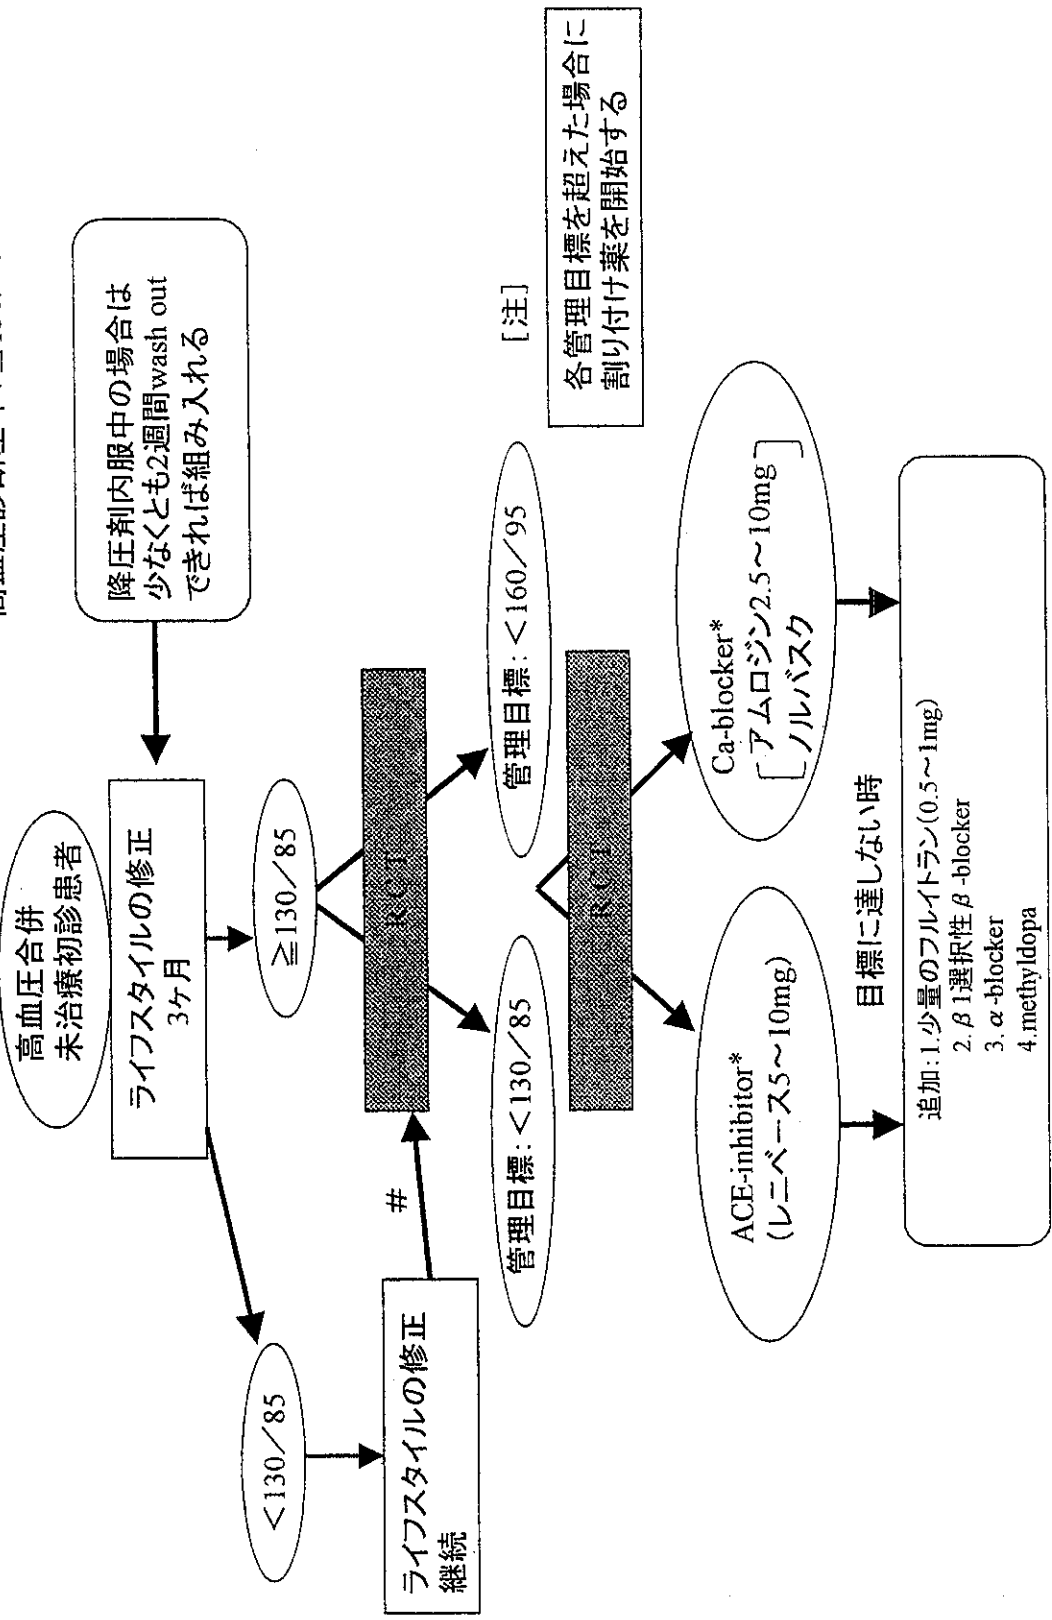 高血圧合併
未治療初診患者
ライフスタイルの修正
3ヶ月
降圧剤内服中の場合は
少なくとも2週間wash out
できれば組み入れる
<130/85
≧130/85
ライフスタイルの修正
継続
#
RCT
管理目標:<130/85
管理目標:<160/95
[注]
各管理目標を超えた場合に
割り付け薬を開始する
RCT
ACE-inhibitor*
(レニベース5~10mg)
Ca-blocker*
アムロジン2.5~10mg
ノルバスク
目標に達しない時
追加:1.少量のフルイトラン(0.5~1mg)
2.β1選択性β-blocker
3.α-blocker
4.methyldopa